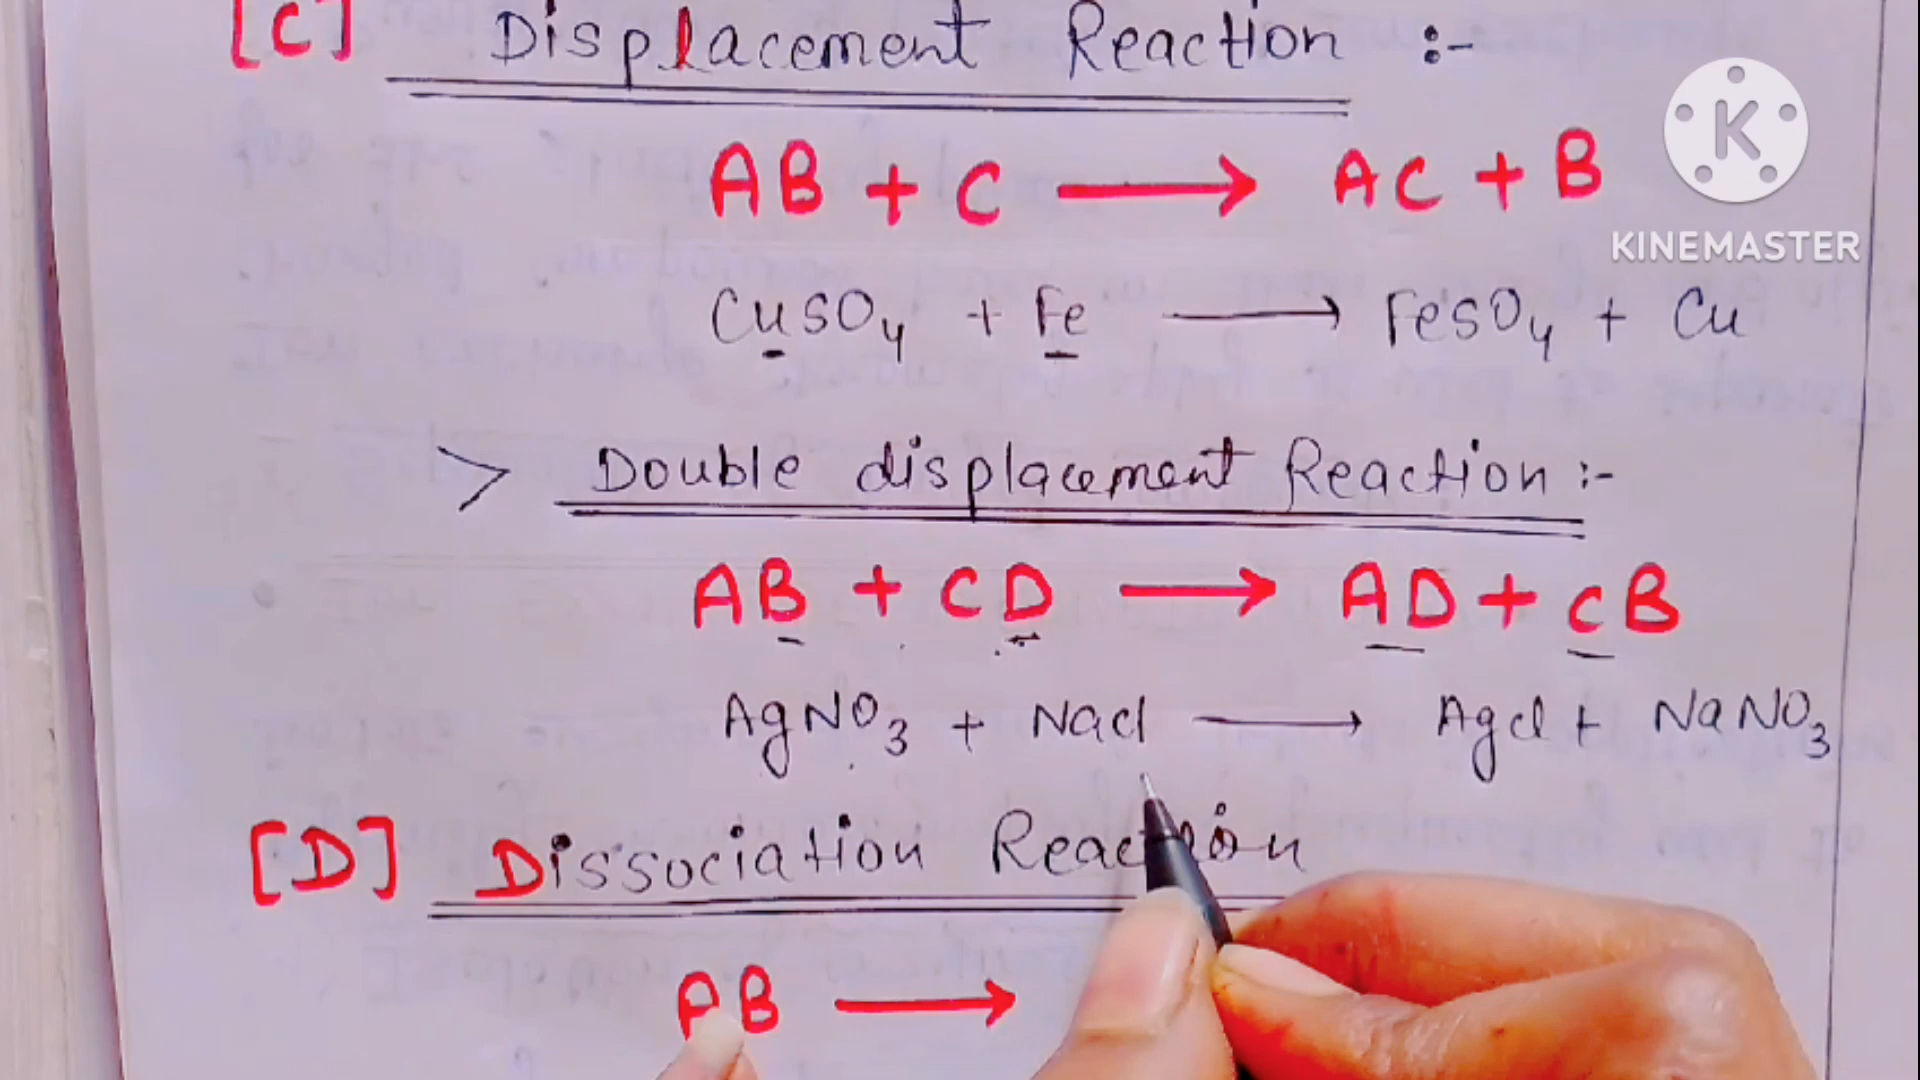 [C] Displacement Reaction :-
AB + C ⟶ AC + B
K
KINEMASTER
CuSO₄ + Fe ⟶ FeSO₄ + Cu
> Double displacement Reaction :-
AB + CD ⟶ AD + CB
AgNO₃ + Nacl ⟶ Agcl + NaNO₃
[D] Dissociation Reaction
AB ⟶